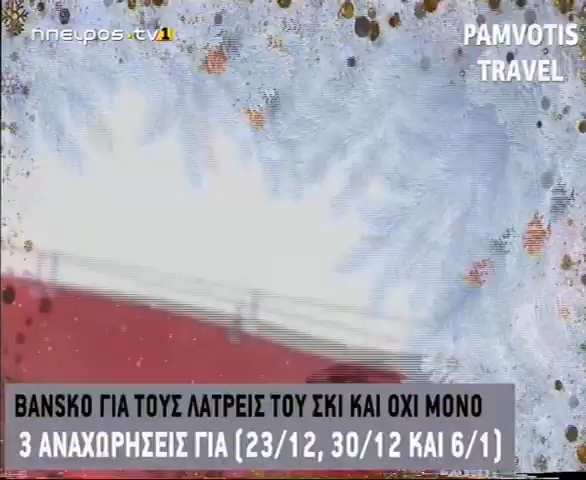 ήπειρος.tv1
PAMVOTIS
TRAVEL
BANSKO ΓΙΑ ΤΟΥΣ ΛΑΤΡΕΙΣ ΤΟΥ ΣΚΙ ΚΑΙ ΟΧΙ ΜΟΝΟ
3 ΑΝΑΧΩΡΗΣΕΙΣ ΓΙΑ (23/12, 30/12 ΚΑΙ 6/1)